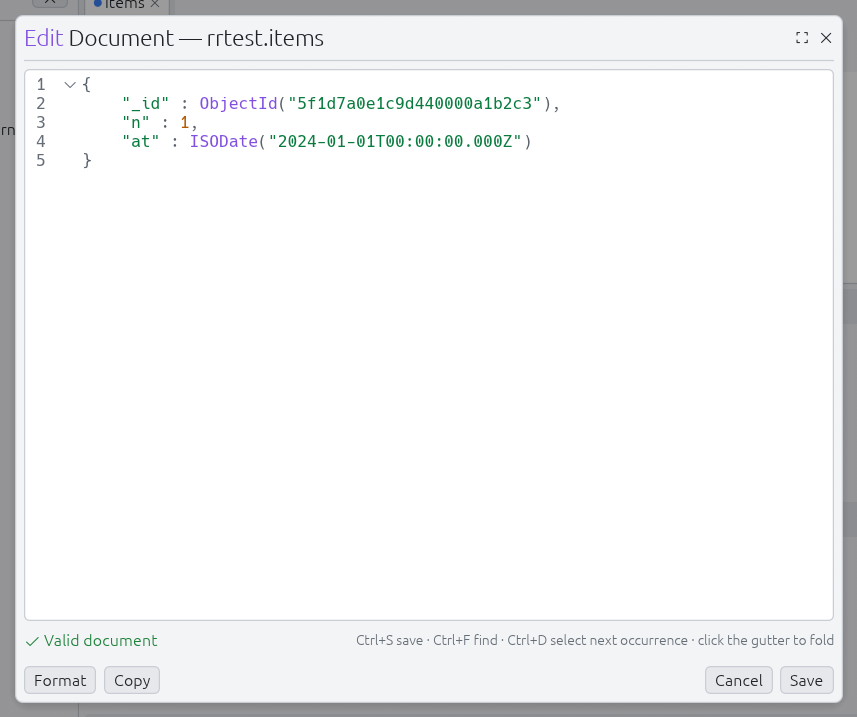 items
Edit Document — rrtest.items
rn
1 {
2 "_id" : ObjectId("5f1d7a0e1c9d440000a1b2c3"),
3 "n" : 1,
4 "at" : ISODate("2024-01-01T00:00:00.000Z")
5 }
Valid document
Ctrl+S save · Ctrl+F find · Ctrl+D select next occurrence · click the gutter to fold
Format Copy Cancel Save